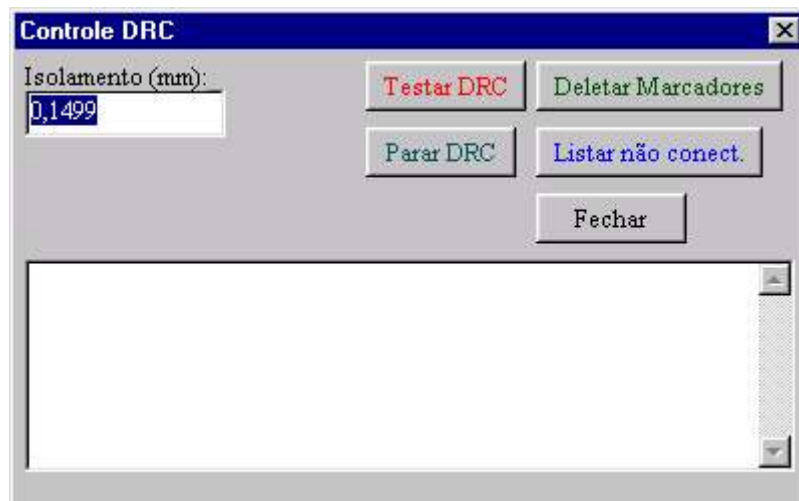 Controle DRC
Isolamento (mm):
0,1499
Testar DRC
Deletar Marcadores
Parar DRC
Listar não conect.
Fechar